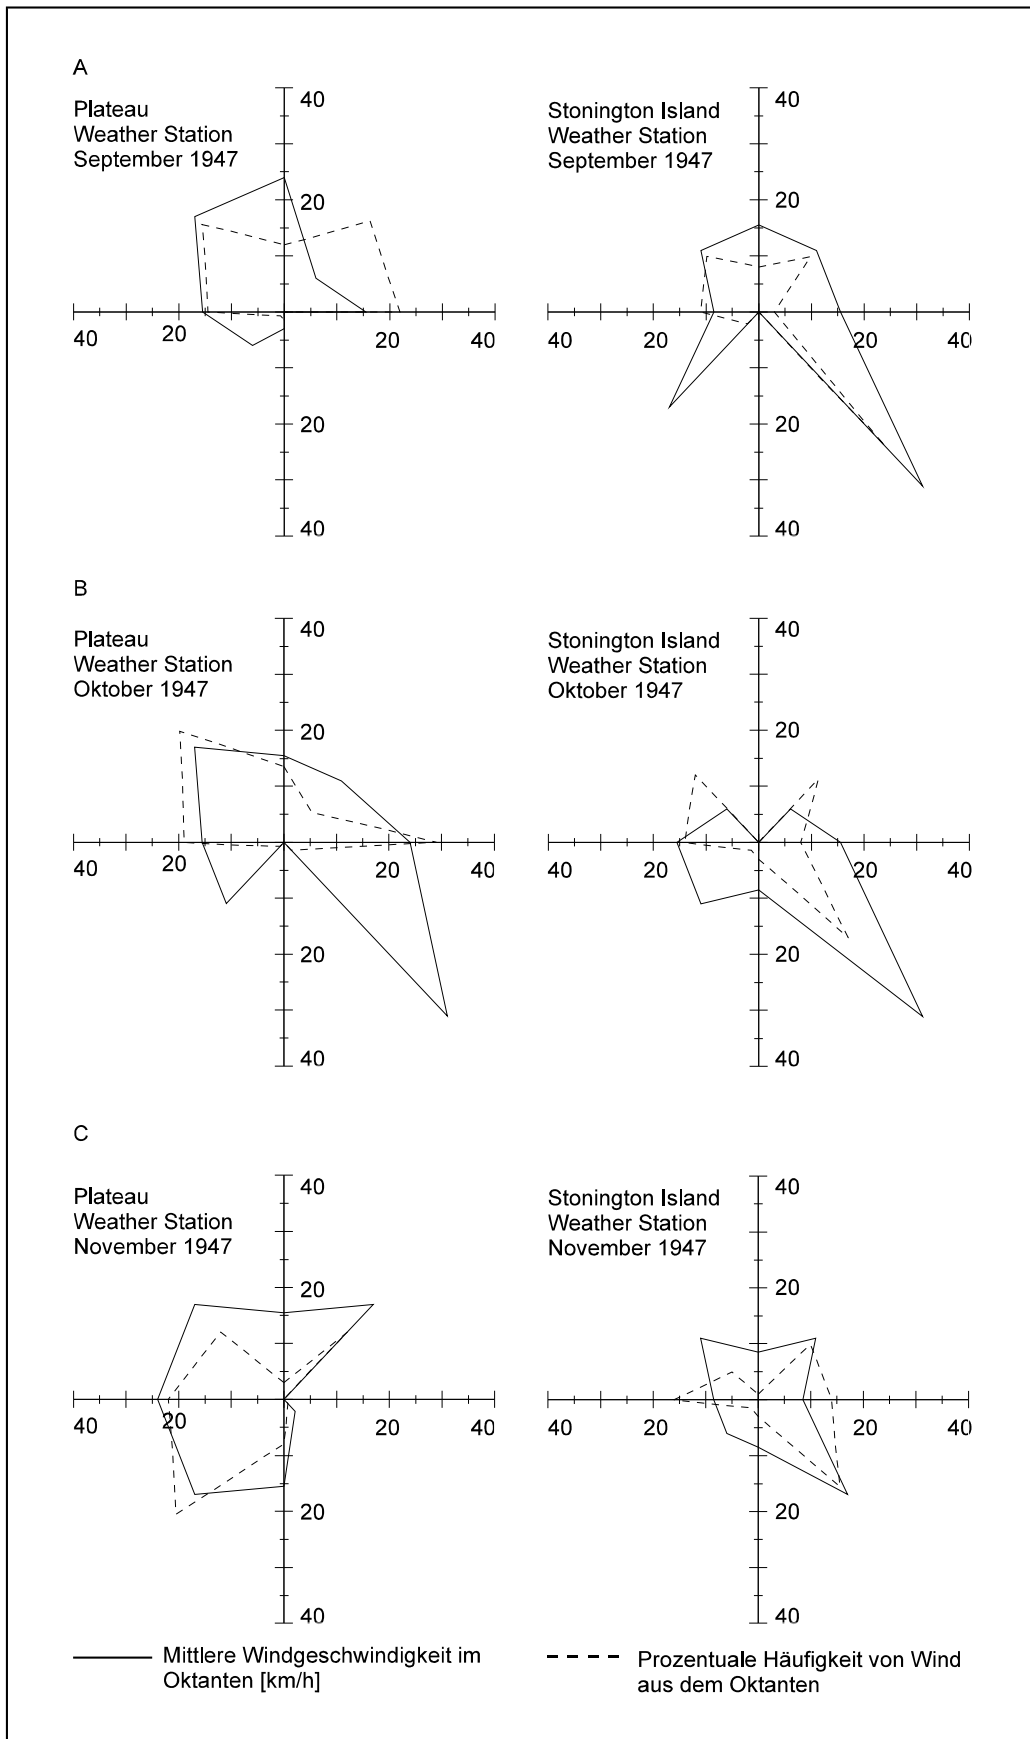 A
Plateau
Weather Station
September 1947
40
20
40
20
20
40
20
40
Stonington Island
Weather Station
September 1947
40
20
40
20
20
40
20
40
B
Plateau
Weather Station
Oktober 1947
40
20
40
20
20
40
20
40
Stonington Island
Weather Station
Oktober 1947
40
20
40
20
20
40
20
40
C
Plateau
Weather Station
November 1947
40
20
40
20
20
40
20
40
Stonington Island
Weather Station
November 1947
40
20
40
20
20
40
20
40
Mittlere Windgeschwindigkeit im
Oktanten [km/h]
Prozentuale Häufigkeit von Wind
aus dem Oktanten